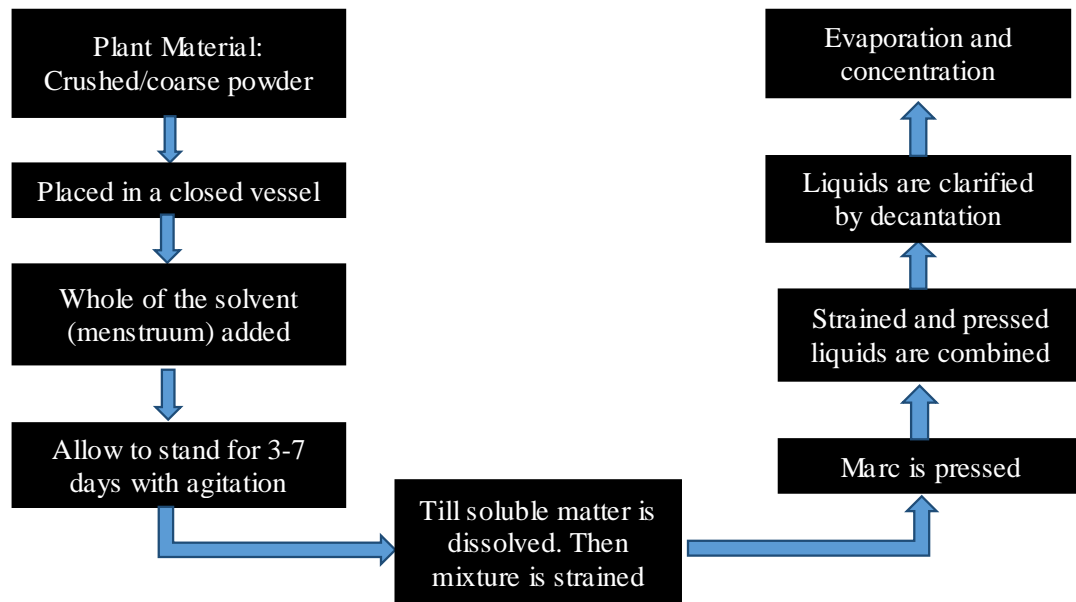 Plant Material:
Crushed/coarse powder
Placed in a closed vessel
Whole of the solvent
(menstruum) added
Allow to stand for 3-7
days with agitation
Till soluble matter is
dissolved. Then
mixture is strained
Marc is pressed
Strained and pressed
liquids are combined
Liquids are clarified
by decantation
Evaporation and
concentration